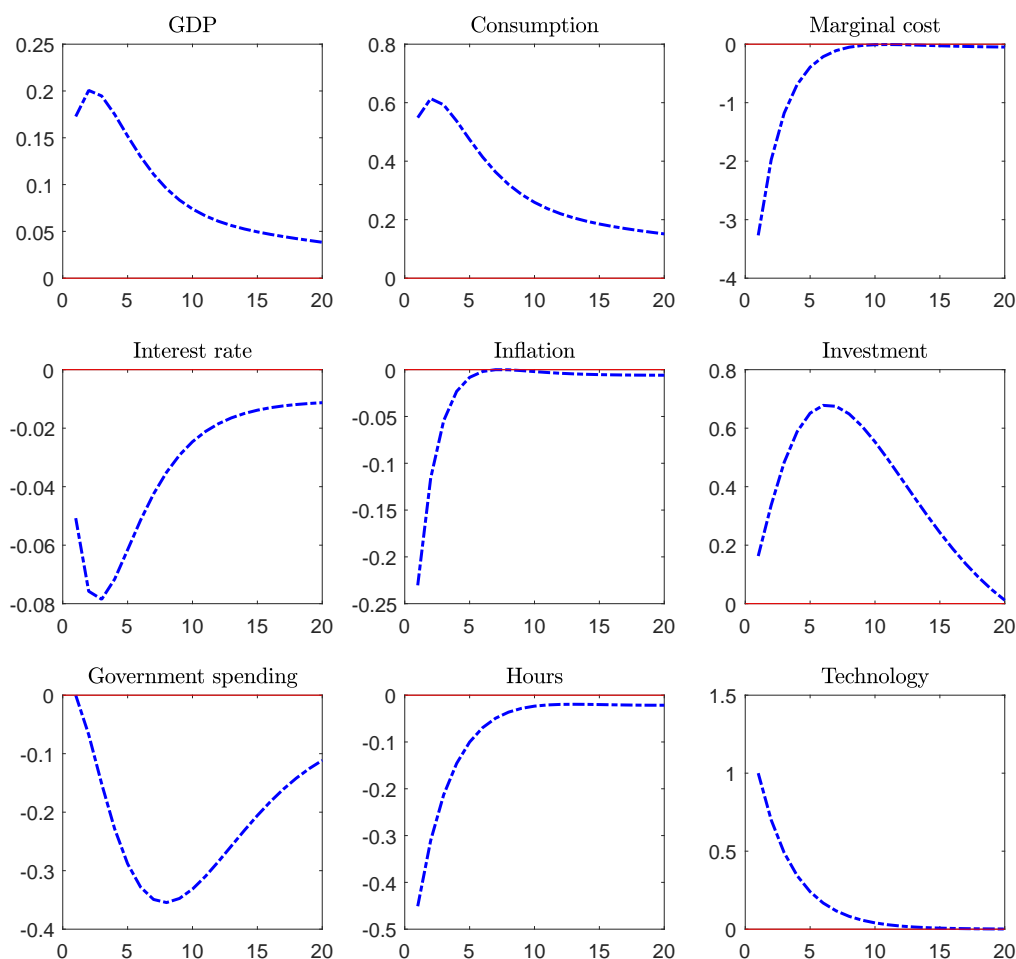 GDP Consumption Marginal cost
0.25 0.8 0
0.2 0.6 -1
0.15 0.4 -2
0.1 0.2 -3
0.05 0 -4
0
0 5 10 15 20 0 5 10 15 20 0 5 10 15 20
Interest rate Inflation Investment
0 0 0.8
-0.02 -0.05 0.6
-0.04 -0.1 0.4
-0.06 -0.15 0.2
-0.08 -0.2 0
-0.25
0 5 10 15 20 0 5 10 15 20 0 5 10 15 20
Government spending Hours Technology
0 0 1.5
-0.1 -0.1 1
-0.2 -0.2 0.5
-0.3 -0.3 0
-0.4 -0.4
-0.5
0 5 10 15 20 0 5 10 15 20 0 5 10 15 20